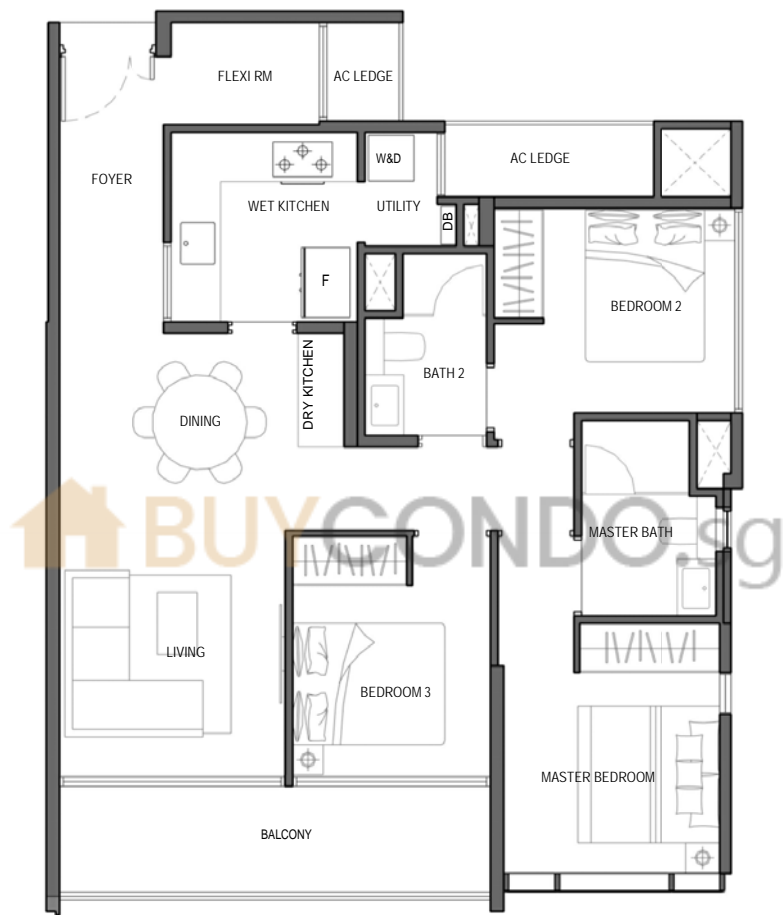 FLEXI RM
AC LEDGE
W&D
AC LEDGE
FOYER
WET KITCHEN
UTILITY
DB
F
BEDROOM 2
DRY KITCHEN
BATH 2
DINING
BUYCONDO.sg
MASTER BATH
LIVING
BEDROOM 3
MASTER BEDROOM
BALCONY